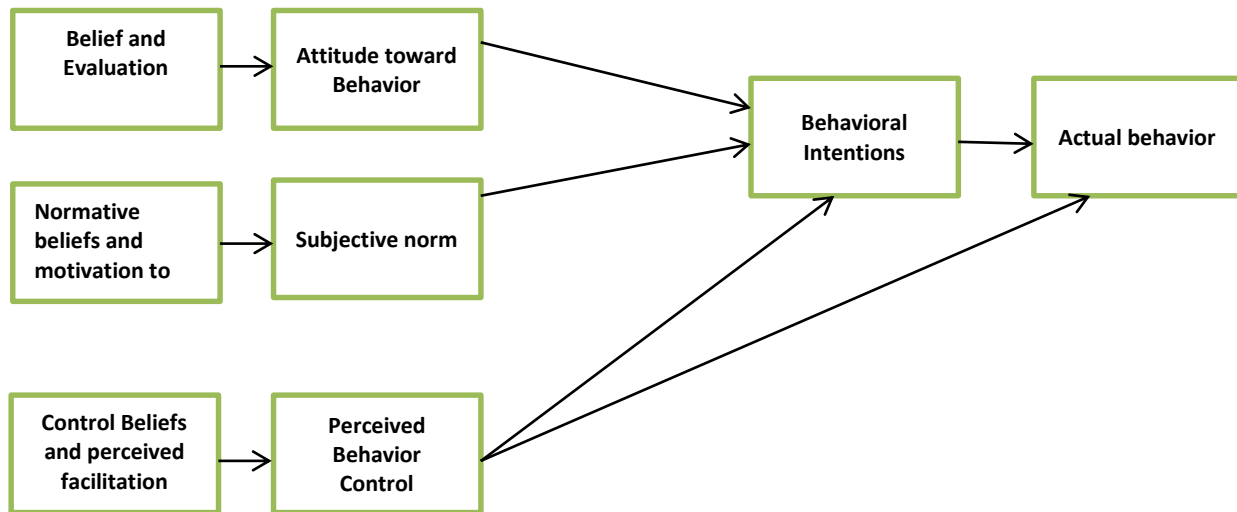 Belief and
Evaluation
Attitude toward
Behavior
Behavioral
Intentions
Actual behavior
Normative
beliefs and
motivation to
Subjective norm
Control Beliefs
and perceived
facilitation
Perceived
Behavior
Control